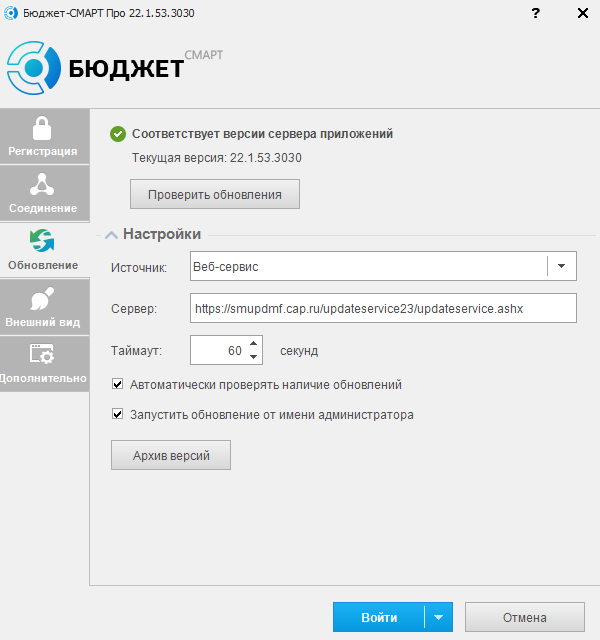 Бюджет-СМАРТ Про 22.1.53.3030
?
БЮДЖЕТ СМАРТ
Регистрация
Соединение
Обновление
Внешний вид
Дополнительно
Соответствует версии сервера приложений
Текущая версия: 22.1.53.3030
Проверить обновления
Настройки
Источник: Веб-сервис
Сервер: https://smupdmf.cap.ru/updateservice23/updateservice.ashx
Таймаут: 60 секунд
Автоматически проверять наличие обновлений
Запустить обновление от имени администратора
Архив версий
Войти
Отмена